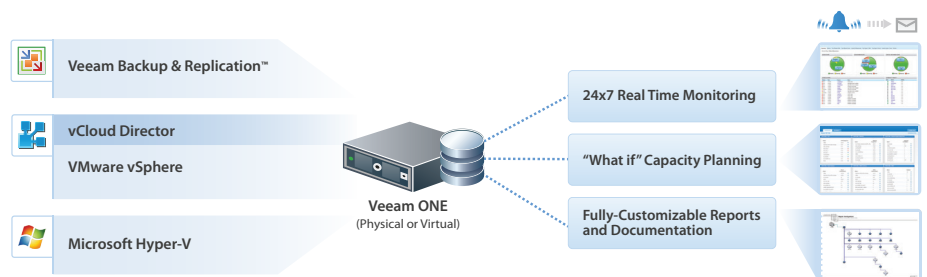 Veeam Backup & Replication™
vCloud Director
VMware vSphere
Microsoft Hyper-V
Veeam ONE
(Physical or Virtual)
24x7 Real Time Monitoring
“What if” Capacity Planning
Fully-Customizable Reports
and Documentation